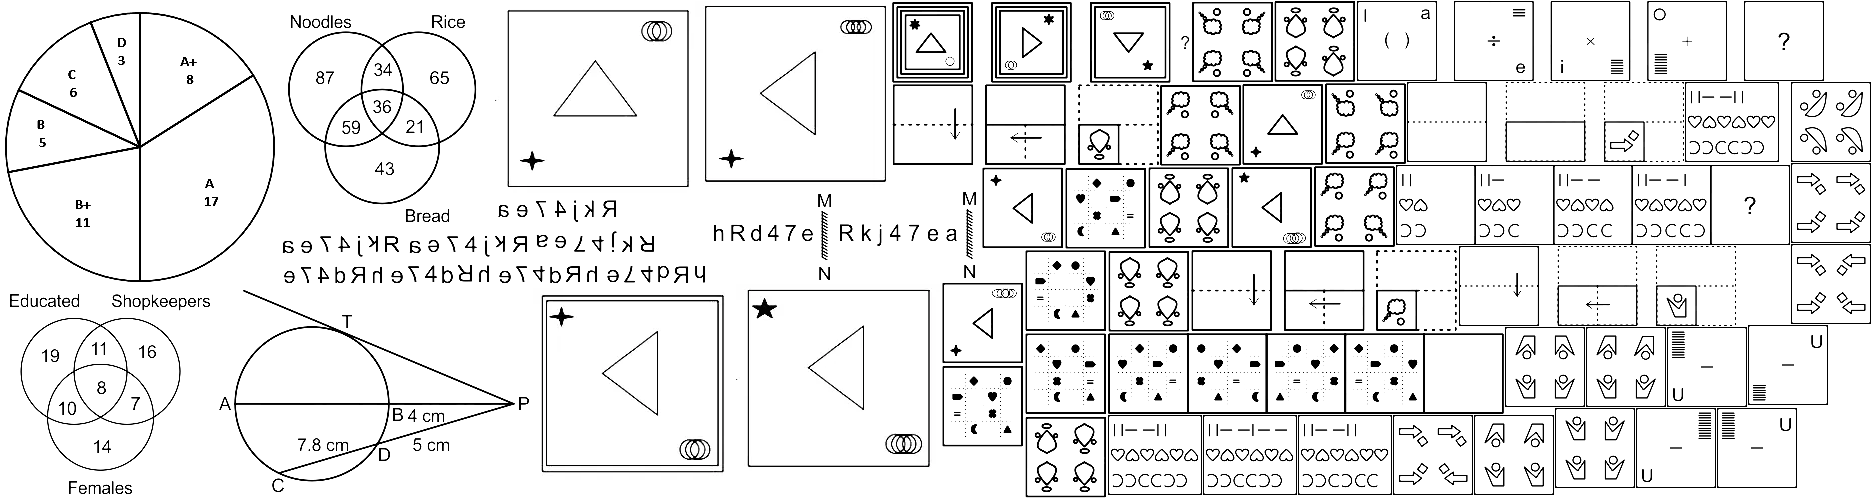 D
3
A+
8
C
6
B
5
A
17
B+
11
Noodles
Rice
87
34
65
36
59
21
43
Bread
M
hRd47e
N
M
Rkj47ea
N
Educated
Shopkeepers
19
11
16
8
10
7
14
Females
T
A
B
4 cm
P
7.8 cm
5 cm
D
C
?
l
a
( )
÷
e
×
i
+
?
?
U
U
U
U